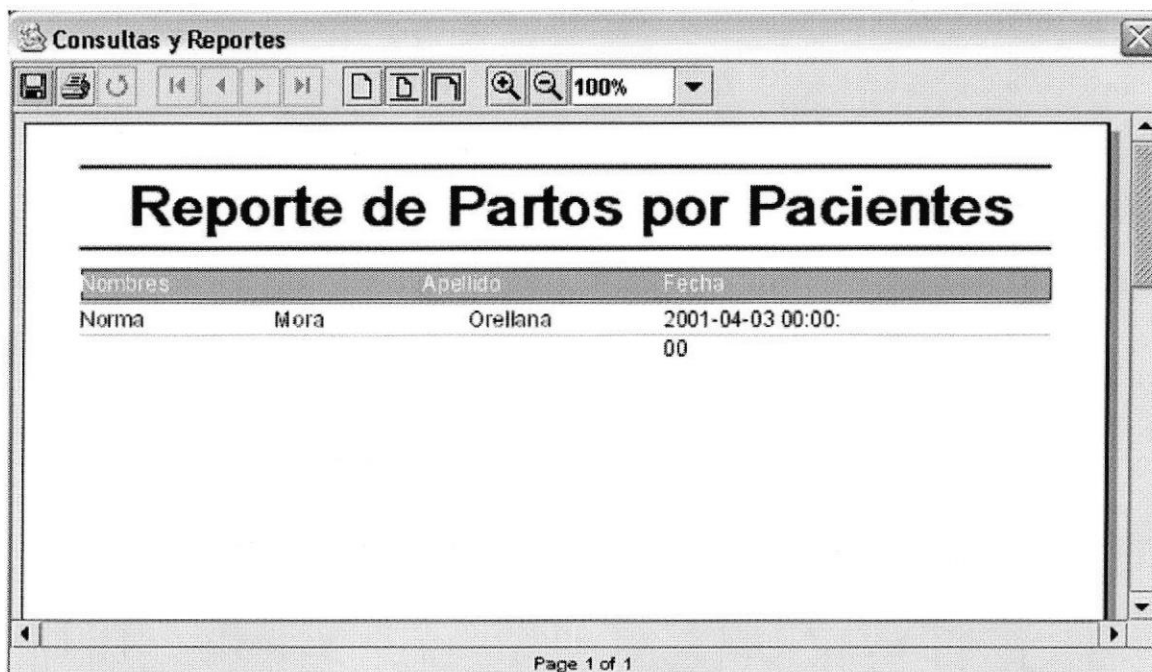 Consultas y Reportes
100%
Reporte de Partos por Pacientes
Nombres Apellido Fecha
Norma Mora Orellana 2001-04-03 00:00:
00
Page 1 of 1